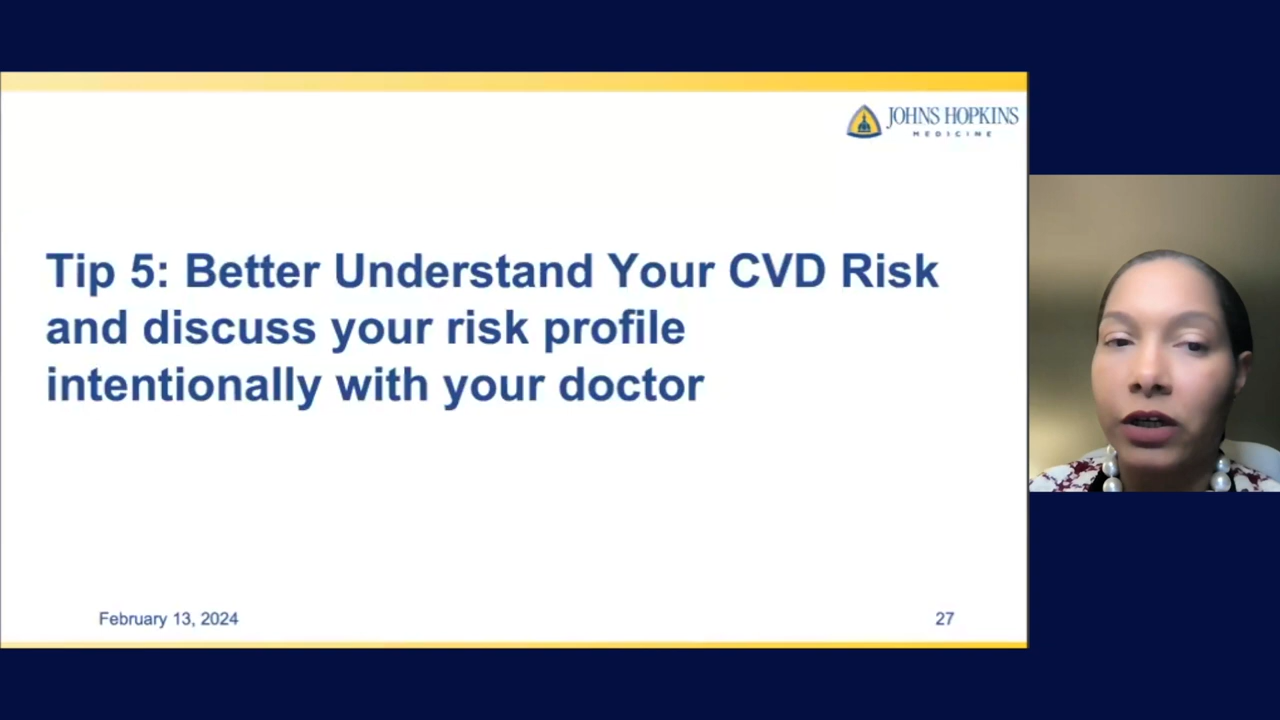 JOHNS HOPKINS
MEDICINE
Tip 5: Better Understand Your CVD Risk
and discuss your risk profile
intentionally with your doctor
February 13, 2024
27